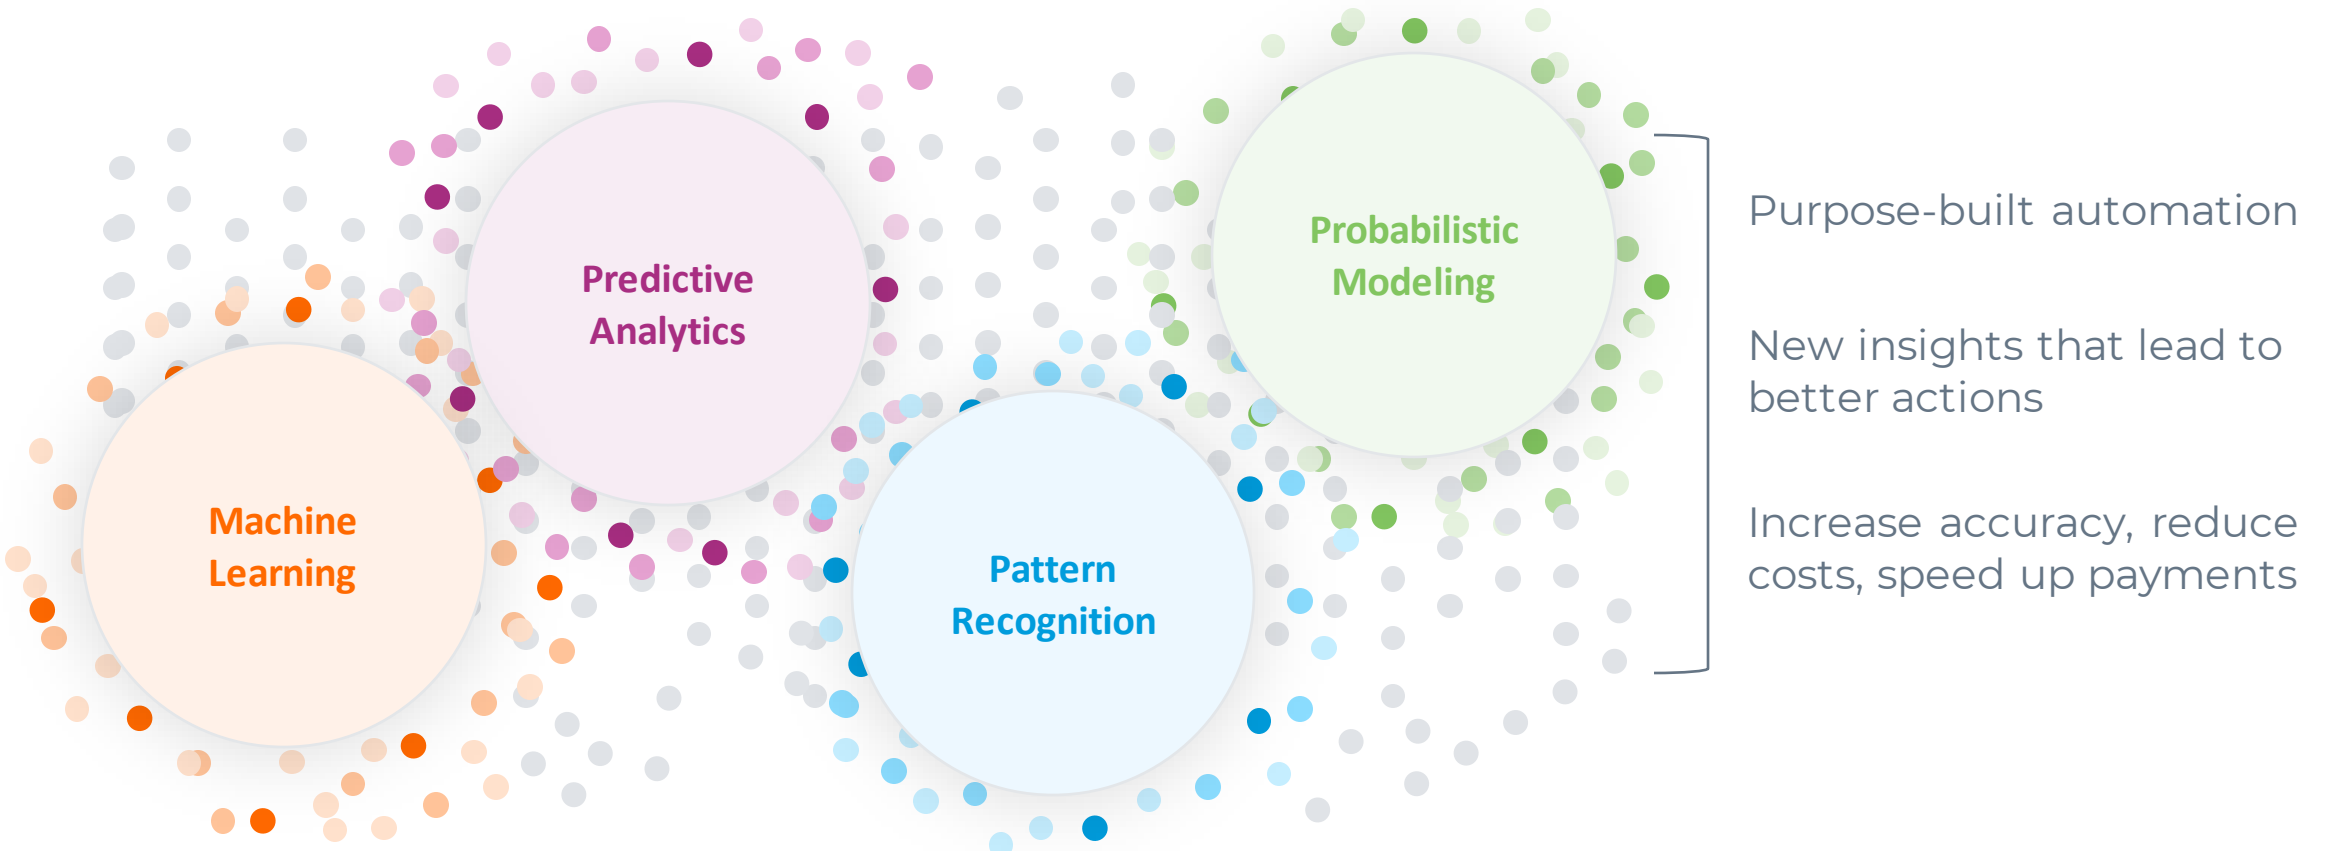 Predictive
Analytics
Probabilistic
Modeling
Machine
Learning
Pattern
Recognition
Purpose-built automation
New insights that lead to
better actions
Increase accuracy, reduce
costs, speed up payments